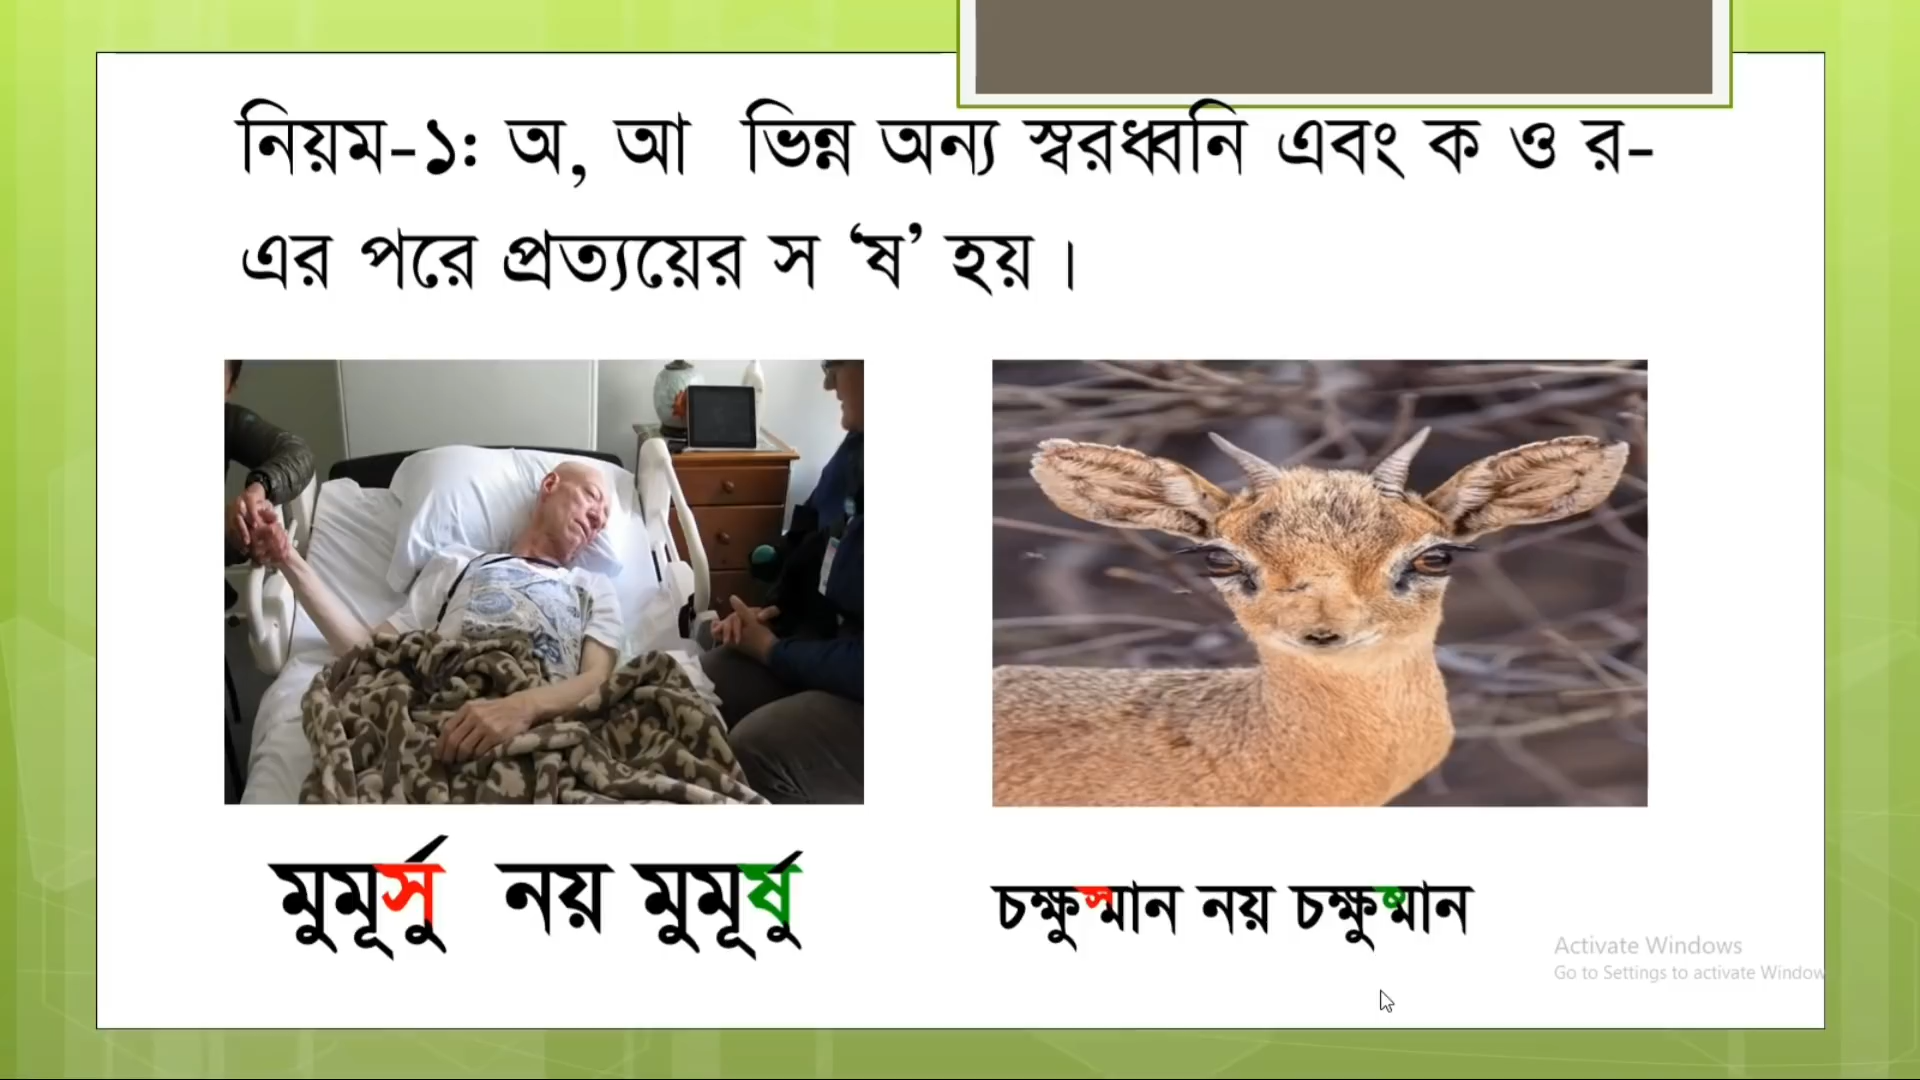 নিয়ম-১ঃ অ, আ ভিন্ন অন্য স্বরধ্বনি এবং ক ও র-
এর পরে প্রত্যয়ের স ‘ষ’ হয়।
মুমূর্সু নয় মুমূর্ষু
চক্ষুস্মান নয় চক্ষুষ্মান
Activate Windows
Go to Settings to activate Window